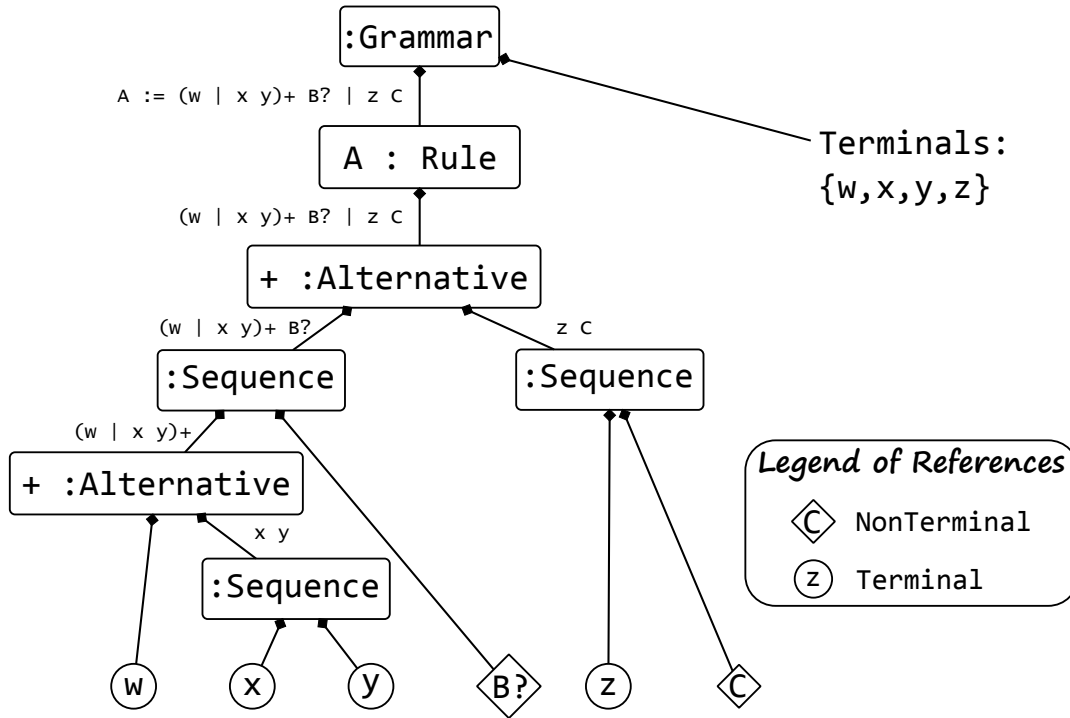 :Grammar
A := (w | x y)+ B? | z C
A : Rule
Terminals:
{w,x,y,z}
(w | x y)+ B? | z C
+ :Alternative
(w | x y)+ B?
z C
:Sequence
:Sequence
(w | x y)+
+ :Alternative
x y
:Sequence
Legend of References
C NonTerminal
z Terminal
w
x
y
B?
z
C